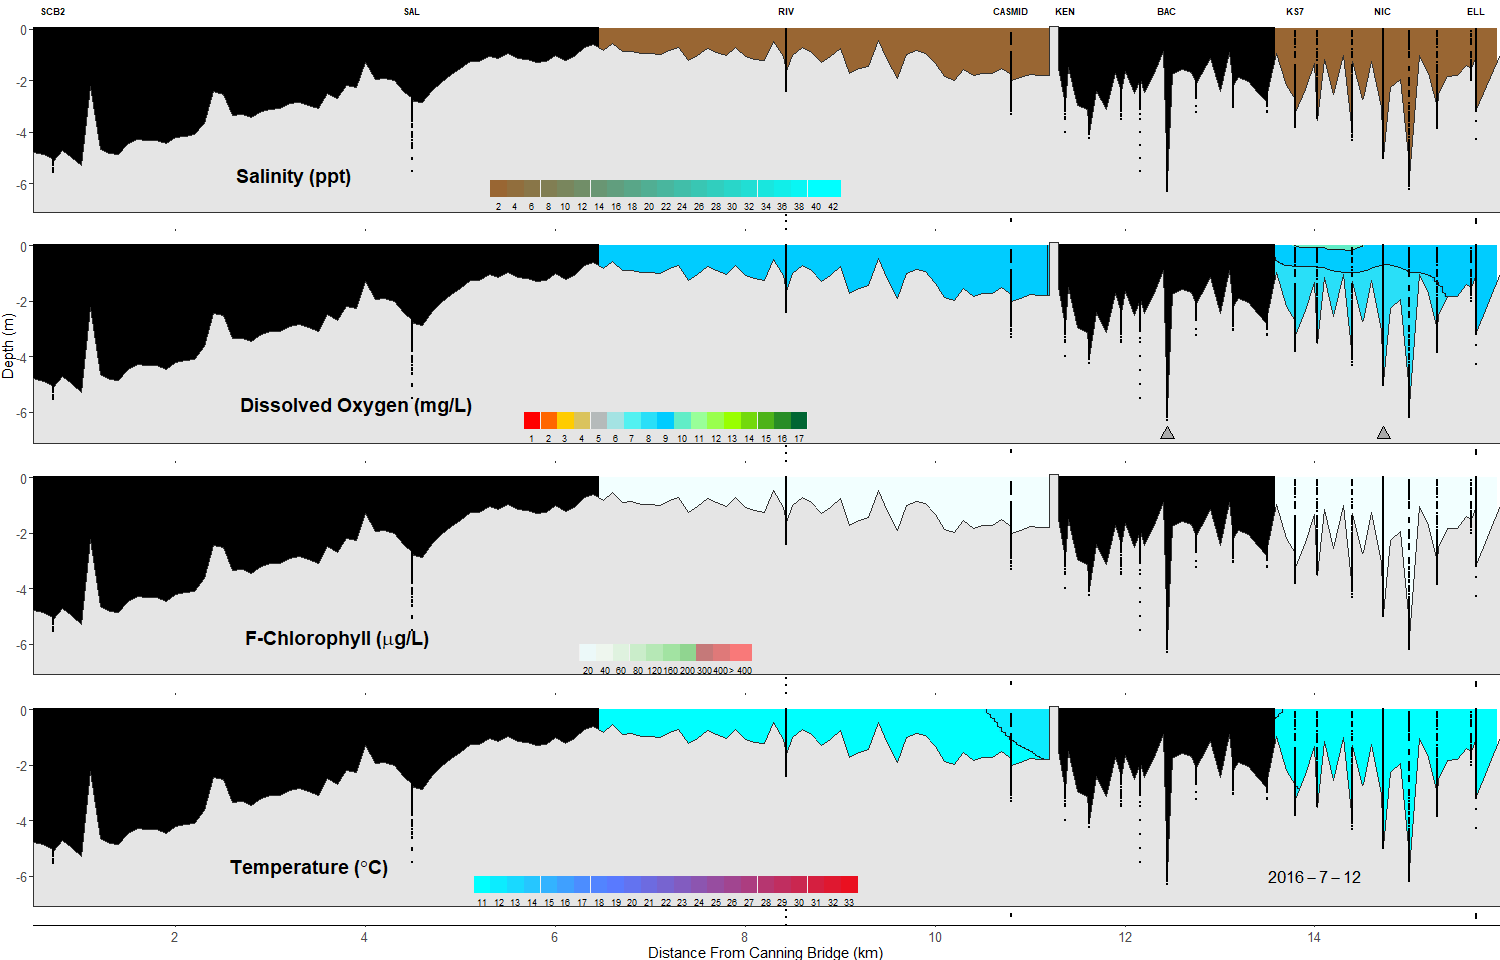 SCB2 SAL RIV CASMID KEN BAC KS7 NIC ELL
0
-2
-4
-6
Salinity (ppt)
2 4 6 8 10 12 14 16 18 20 22 24 26 28 30 32 34 36 38 40 42
0
-2
-4
-6
Depth (m)
Dissolved Oxygen (mg/L)
1 2 3 4 5 6 7 8 9 10 11 12 13 14 15 16 17
0
-2
-4
-6
F-Chlorophyll (μg/L)
20 40 60 80 120 160 200 300 400 > 400
0
-2
-4
-6
Temperature (°C)
2016 – 7 – 12
11 12 13 14 15 16 17 18 19 20 21 22 23 24 25 26 27 28 29 30 31 32 33
2 4 6 8 10 12 14
Distance From Canning Bridge (km)